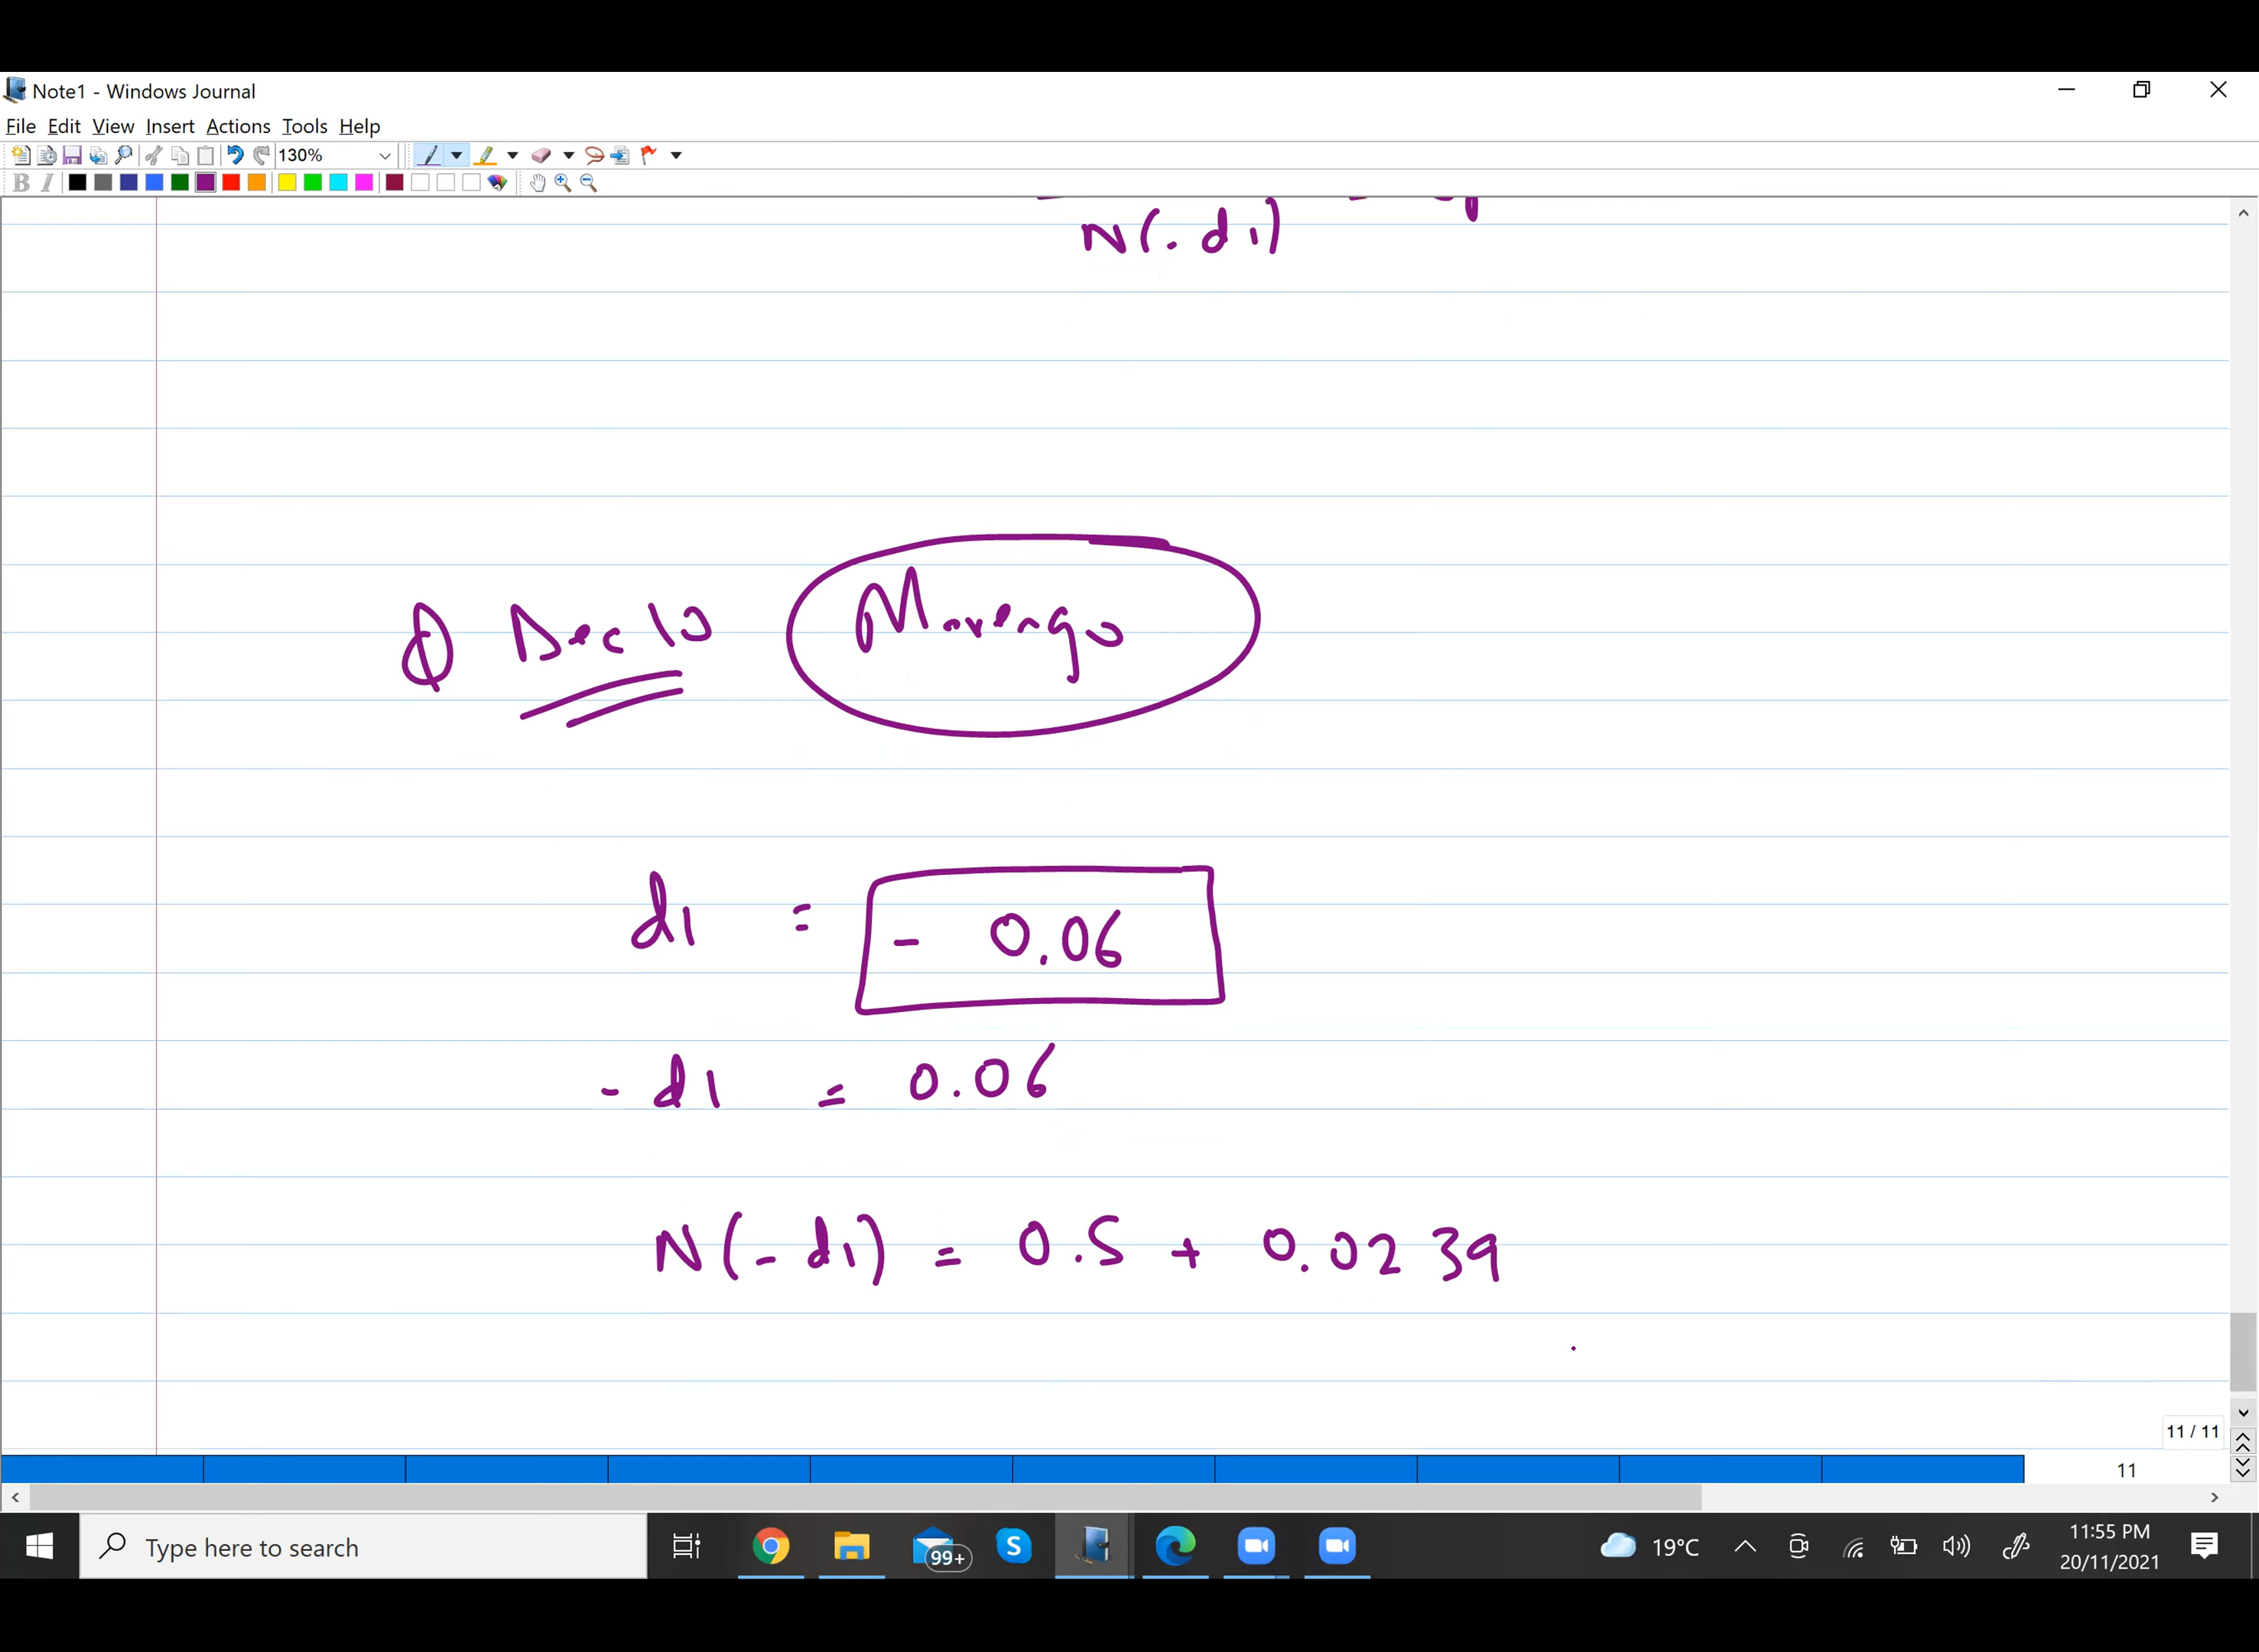 Note1 - Windows Journal
File Edit View Insert Actions Tools Help
130%
B I
N(-d1)
Q Dec 10 Marengo
d1 = - 0.06
- d1 = 0.06
N(-d1) = 0.5 + 0.0239
11 / 11
11
Type here to search
99+
S
19°C
11:55 PM
20/11/2021